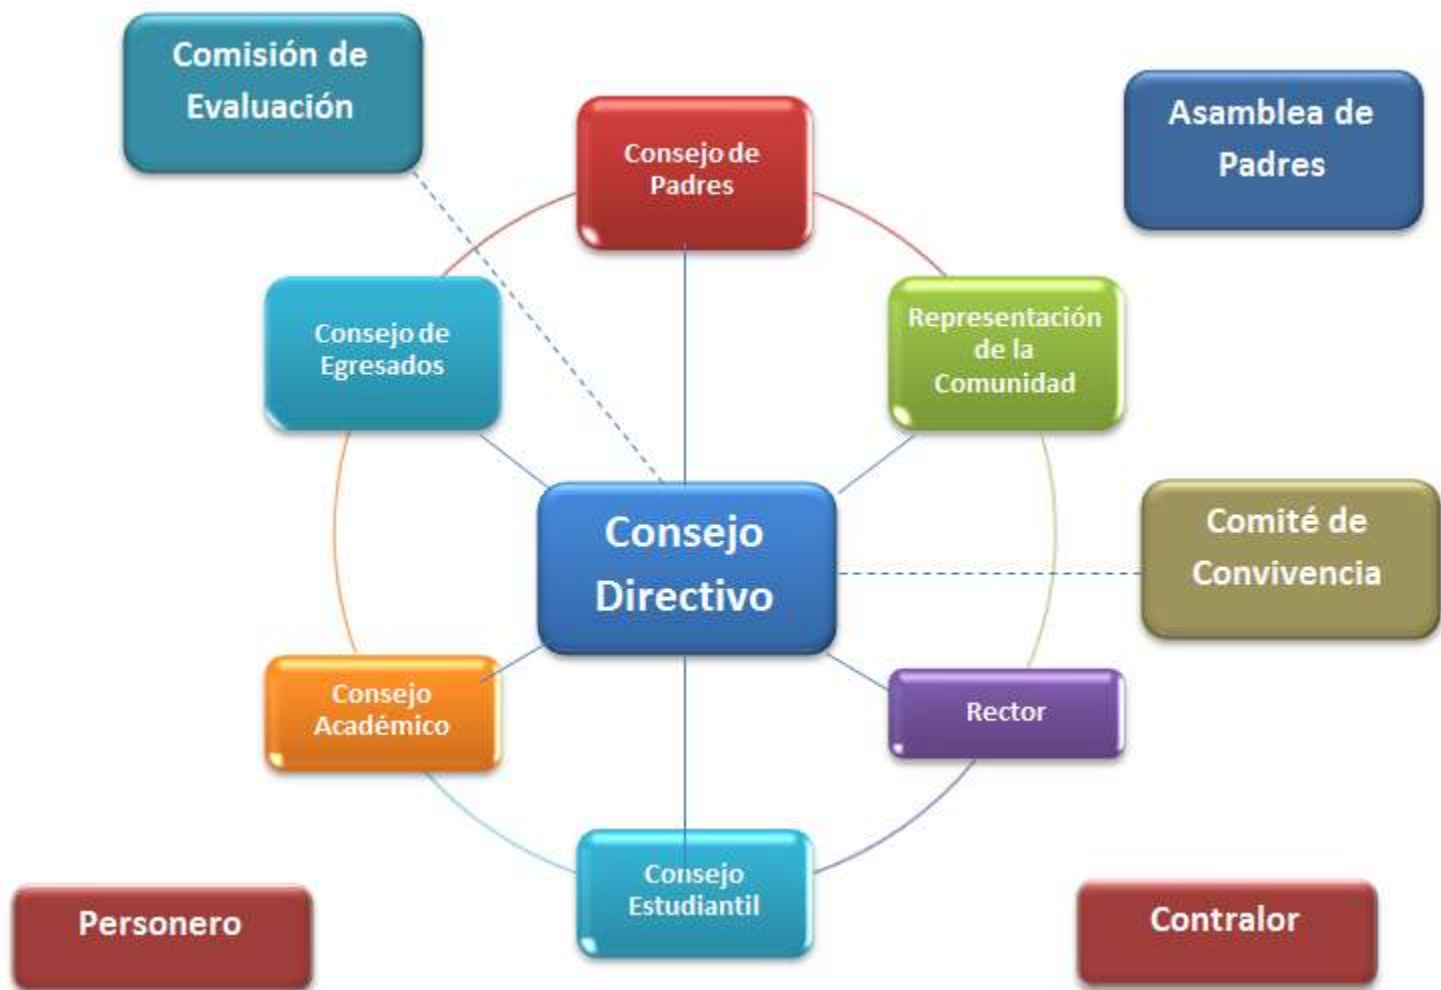 Comisión de
Evaluación
Asamblea de
Padres
Consejo de
Padres
Consejo de
Egresados
Representación
de la
Comunidad
Consejo
Directivo
Comité de
Convivencia
Consejo
Académico
Rector
Consejo
Estudiantil
Personero
Contralor